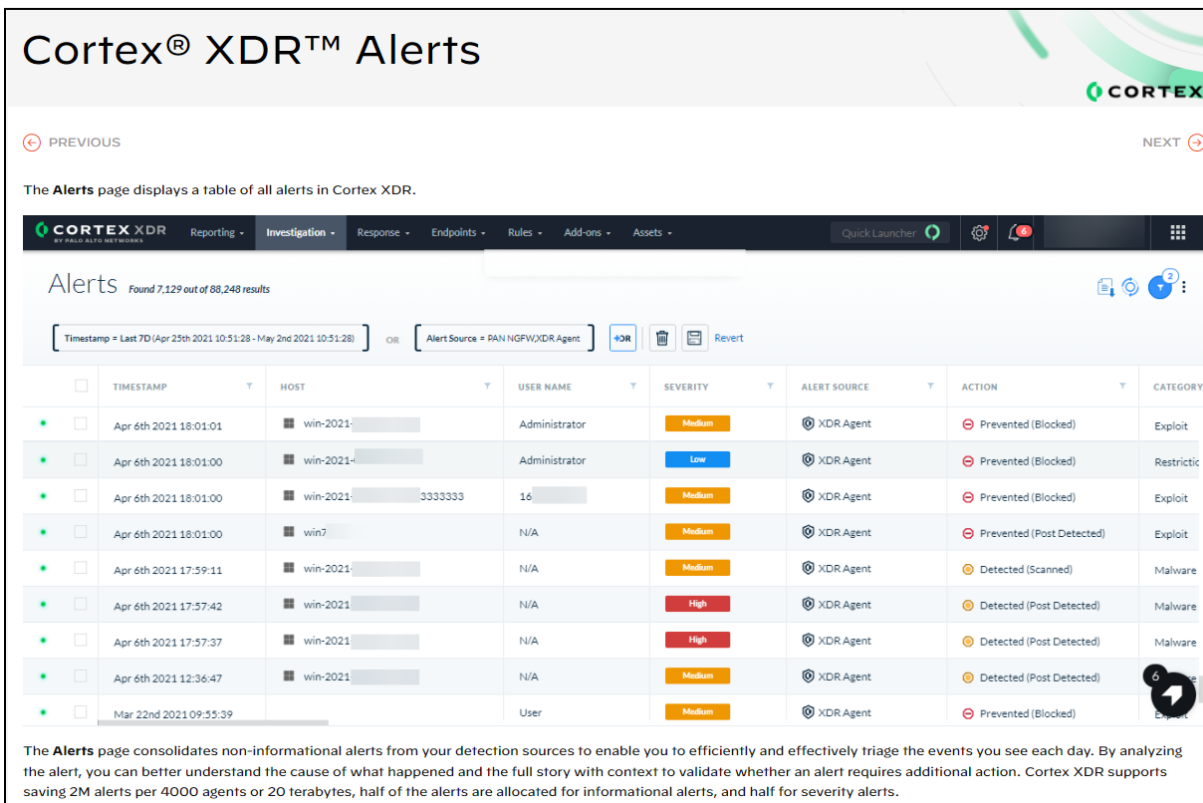 Cortex® XDR™ Alerts
CORTEX
PREVIOUS
NEXT
The Alerts page displays a table of all alerts in Cortex XDR.
CORTEX XDR
BY PALO ALTO NETWORKS
Reporting
Investigation
Response
Endpoints
Rules
Add-ons
Assets
Quick Launcher
6
Alerts Found 7,129 out of 88,248 results
2
Timestamp = Last 7D (Apr 25th 2021 10:51:28 - May 2nd 2021 10:51:28) OR Alert Source = PAN NGFW,XDR Agent OR Revert
TIMESTAMP HOST USER NAME SEVERITY ALERT SOURCE ACTION CATEGORY
Apr 6th 2021 18:01:01 win-2021- Administrator Medium XDR Agent Prevented (Blocked) Exploit
Apr 6th 2021 18:01:00 win-2021- Administrator Low XDR Agent Prevented (Blocked) Restrictic
Apr 6th 2021 18:01:00 win-2021- 3333333 16 Medium XDR Agent Prevented (Blocked) Exploit
Apr 6th 2021 18:01:00 win7 N/A Medium XDR Agent Prevented (Post Detected) Exploit
Apr 6th 2021 17:59:11 win-2021- N/A Medium XDR Agent Detected (Scanned) Malware
Apr 6th 2021 17:57:42 win-2021 N/A High XDR Agent Detected (Post Detected) Malware
Apr 6th 2021 17:57:37 win-2021 N/A High XDR Agent Detected (Post Detected) Malware
Apr 6th 2021 12:36:47 win-2021 N/A Medium XDR Agent Detected (Post Detected)
6
Mar 22nd 2021 09:55:39 User Medium XDR Agent Prevented (Blocked)
The Alerts page consolidates non-informational alerts from your detection sources to enable you to efficiently and effectively triage the events you see each day. By analyzing
the alert, you can better understand the cause of what happened and the full story with context to validate whether an alert requires additional action. Cortex XDR supports
saving 2M alerts per 4000 agents or 20 terabytes, half of the alerts are allocated for informational alerts, and half for severity alerts.